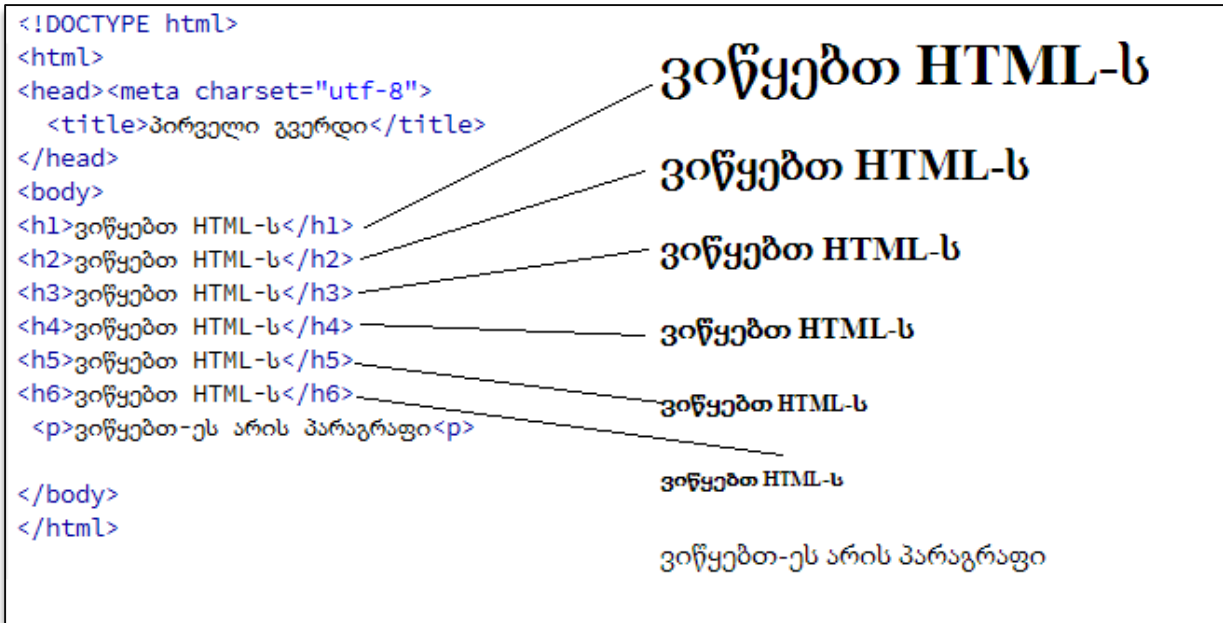 <!DOCTYPE html>
<html>
<head><meta charset="utf-8">
<title>პირველი გვერდი</title>
</head>
<body>
<h1>ვიწყებთ HTML-ს</h1>
<h2>ვიწყებთ HTML-ს</h2>
<h3>ვიწყებთ HTML-ს</h3>
<h4>ვიწყებთ HTML-ს</h4>
<h5>ვიწყებთ HTML-ს</h5>
<h6>ვიწყებთ HTML-ს</h6>
<p>ვიწყებთ-ეს არის პარაგრაფი<p>
</body>
</html>
ვიწყებთ HTML-ს
ვიწყებთ HTML-ს
ვიწყებთ HTML-ს
ვიწყებთ HTML-ს
ვიწყებთ HTML-ს
ვიწყებთ HTML-ს
ვიწყებთ-ეს არის პარაგრაფი